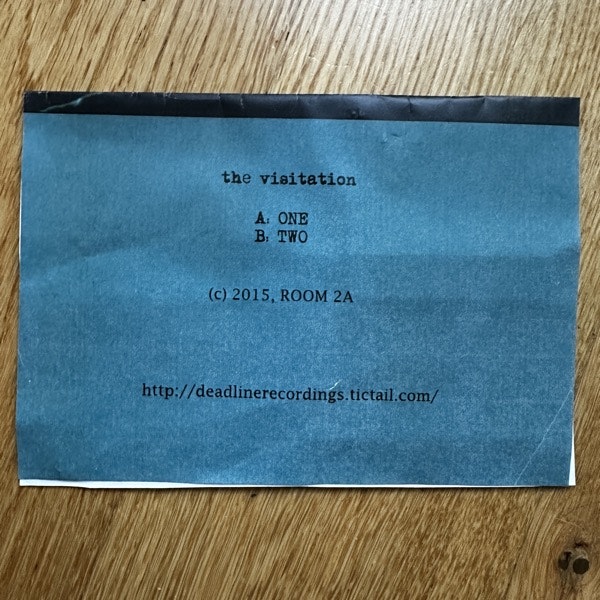 the visitation
A: ONE
B: TWO
(c) 2015, ROOM 2A
http://deadlinerecordings.tictail.com/